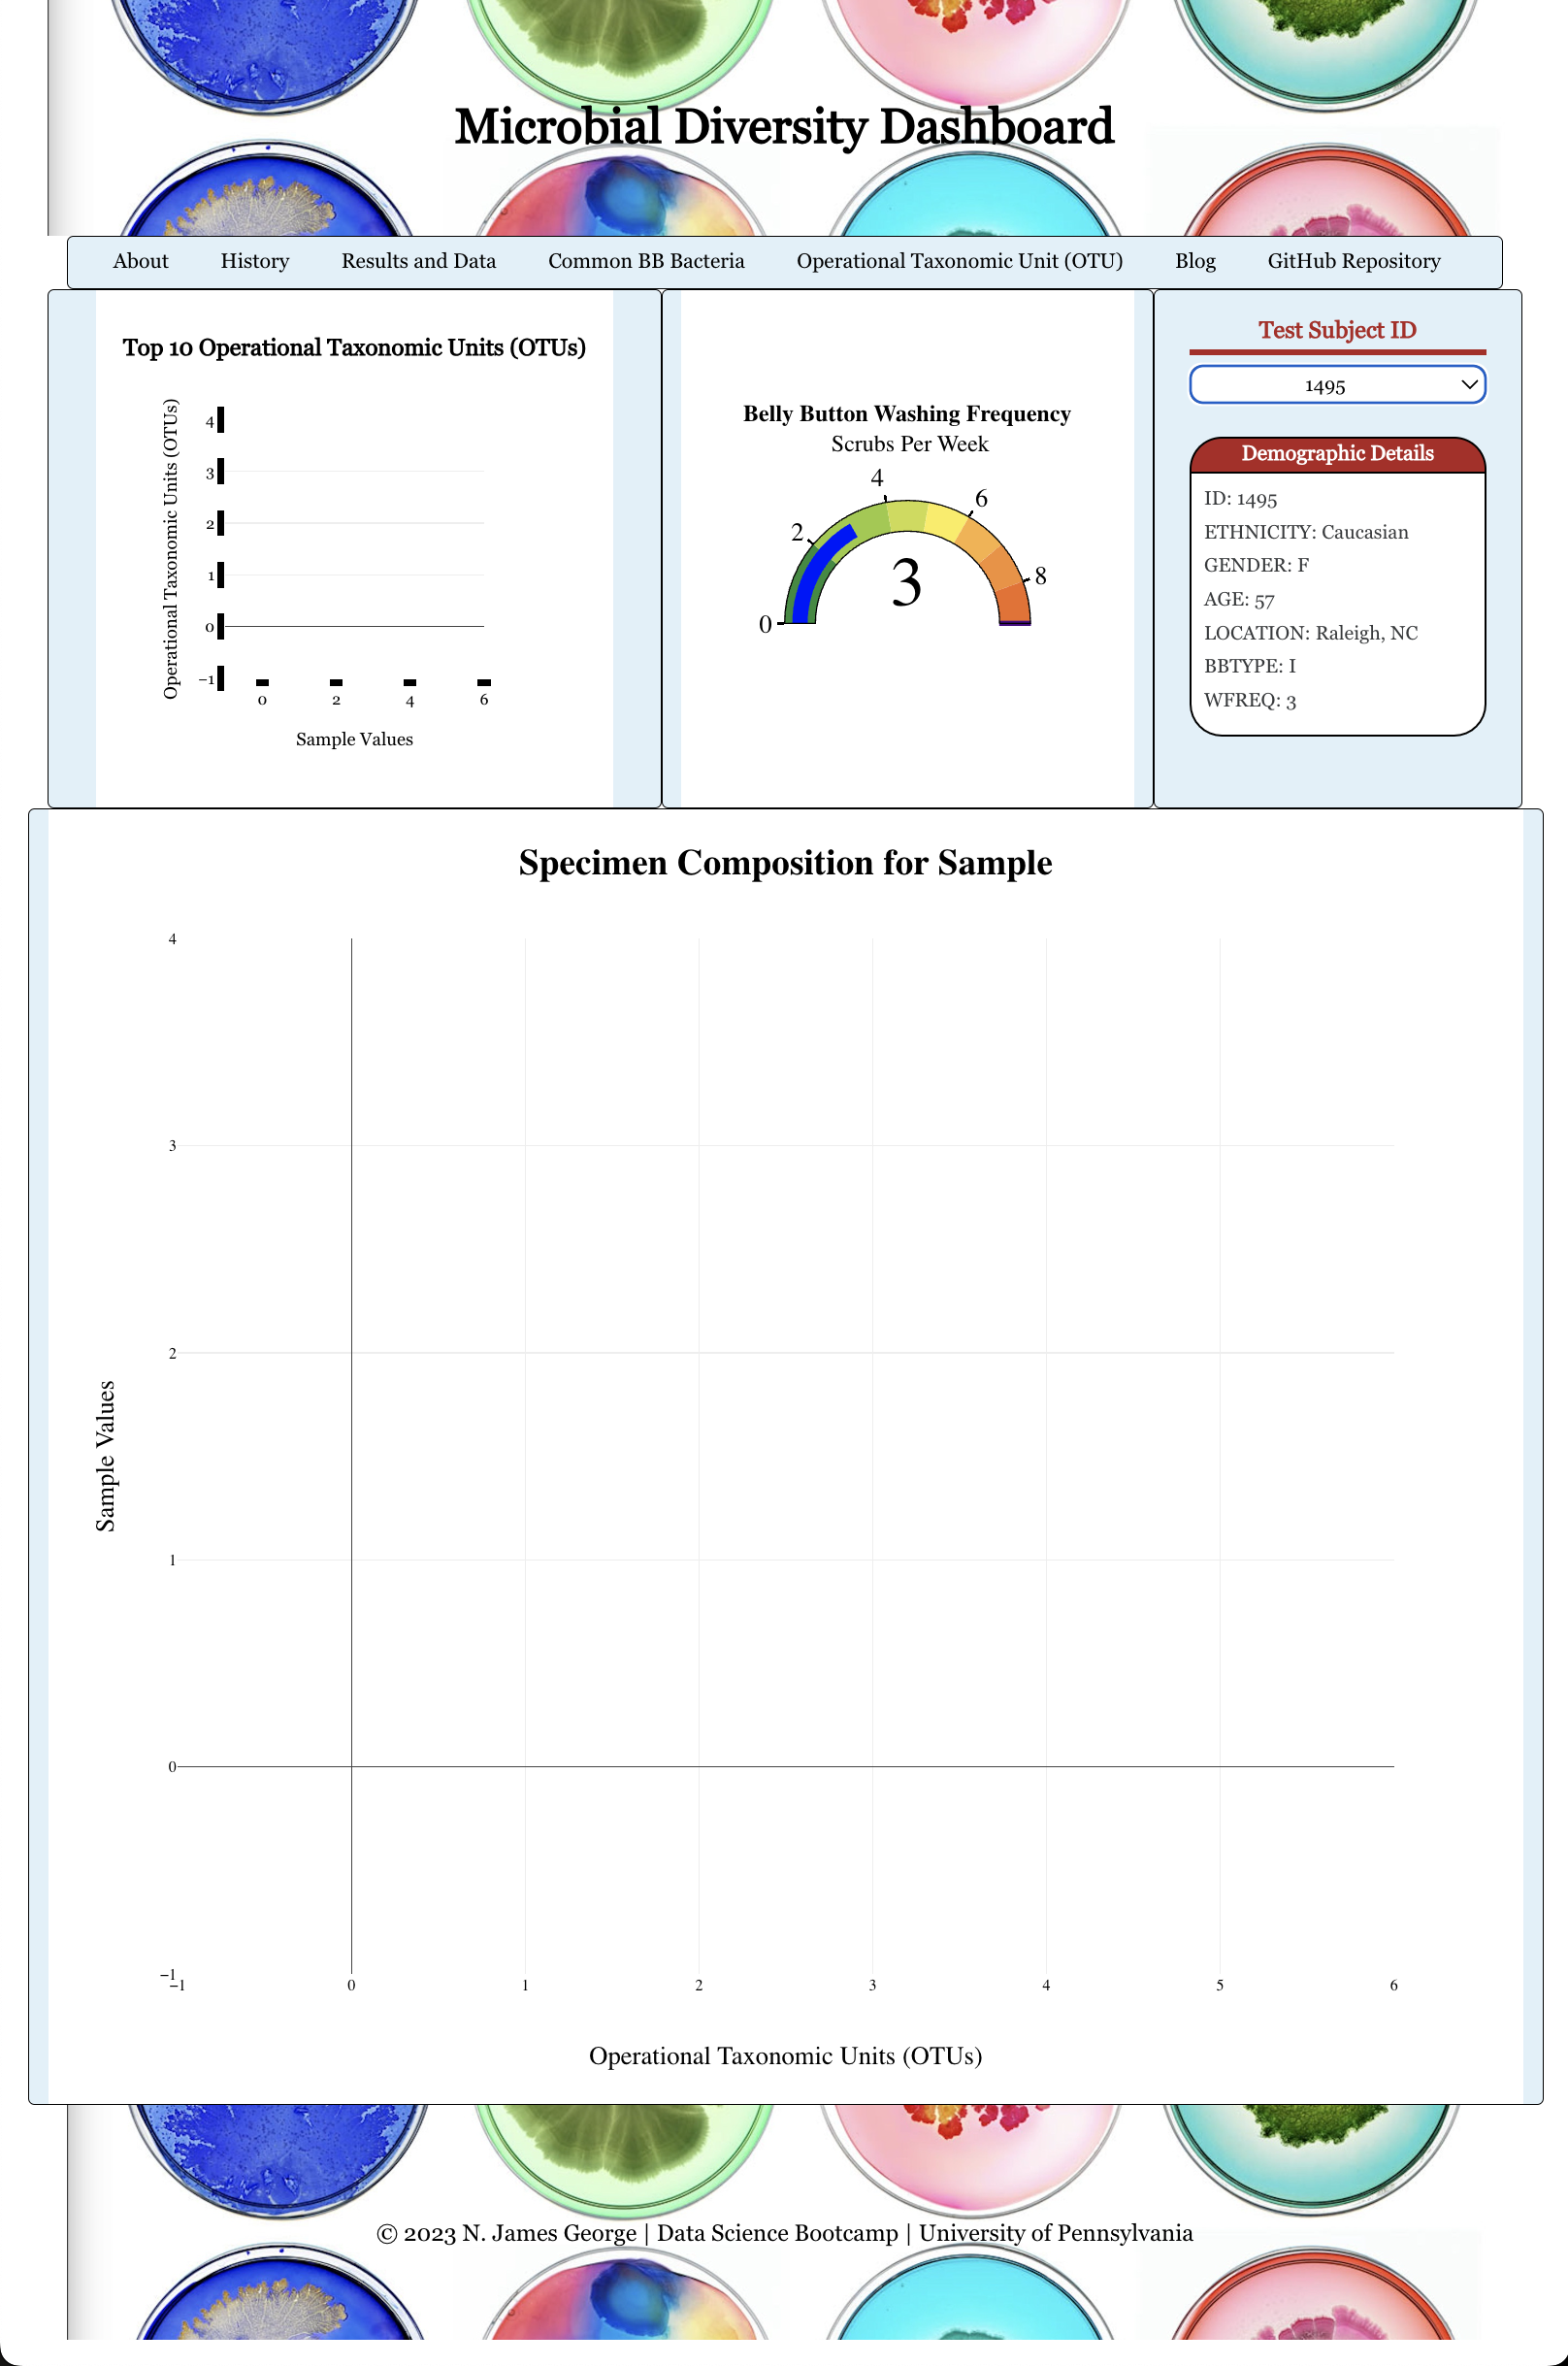 Microbial Diversity Dashboard
About History Results and Data Common BB Bacteria Operational Taxonomic Unit (OTU) Blog GitHub Repository
Top 10 Operational Taxonomic Units (OTUs)
Operational Taxonomic Units (OTUs)
4
3
2
1
0
−1
0 2 4 6
Sample Values
Belly Button Washing Frequency
Scrubs Per Week
0
2
4
6
8
3
Test Subject ID
1495
Demographic Details
ID: 1495
ETHNICITY: Caucasian
GENDER: F
AGE: 57
LOCATION: Raleigh, NC
BBTYPE: I
WFREQ: 3
Specimen Composition for Sample
Sample Values
4
3
2
1
0
−1
−1 0 1 2 3 4 5 6
Operational Taxonomic Units (OTUs)
© 2023 N. James George | Data Science Bootcamp | University of Pennsylvania